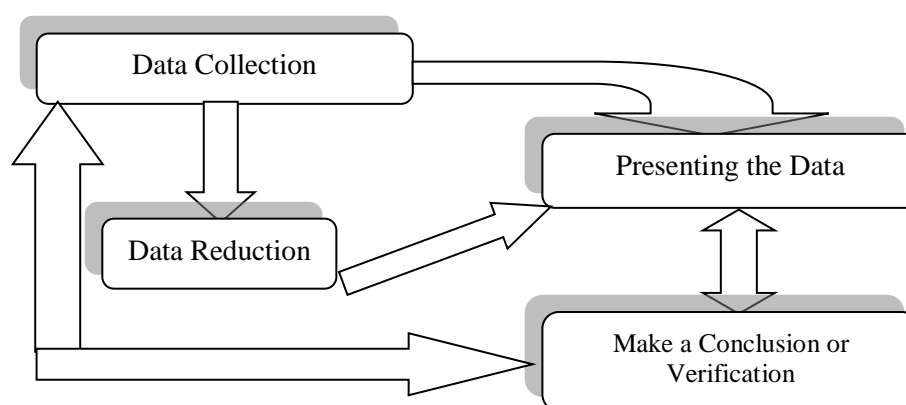 Data Collection
Presenting the Data
Data Reduction
Make a Conclusion or
Verification